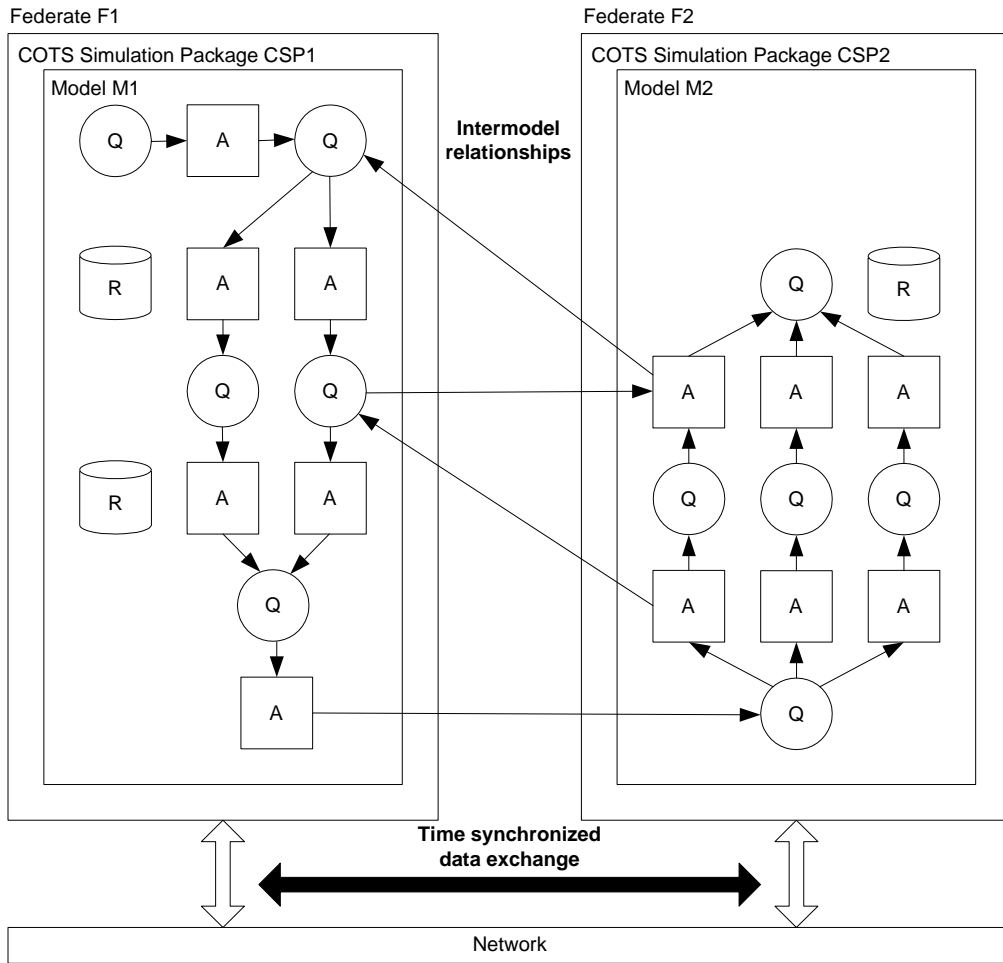 Federate F1
Federate F2
COTS Simulation Package CSP1
COTS Simulation Package CSP2
Model M1
Model M2
Intermodel
relationships
Q A Q
R A A
Q R
Q Q
A A A
R A A
Q Q Q
Q
A A A
A
Q
Time synchronized
data exchange
Network